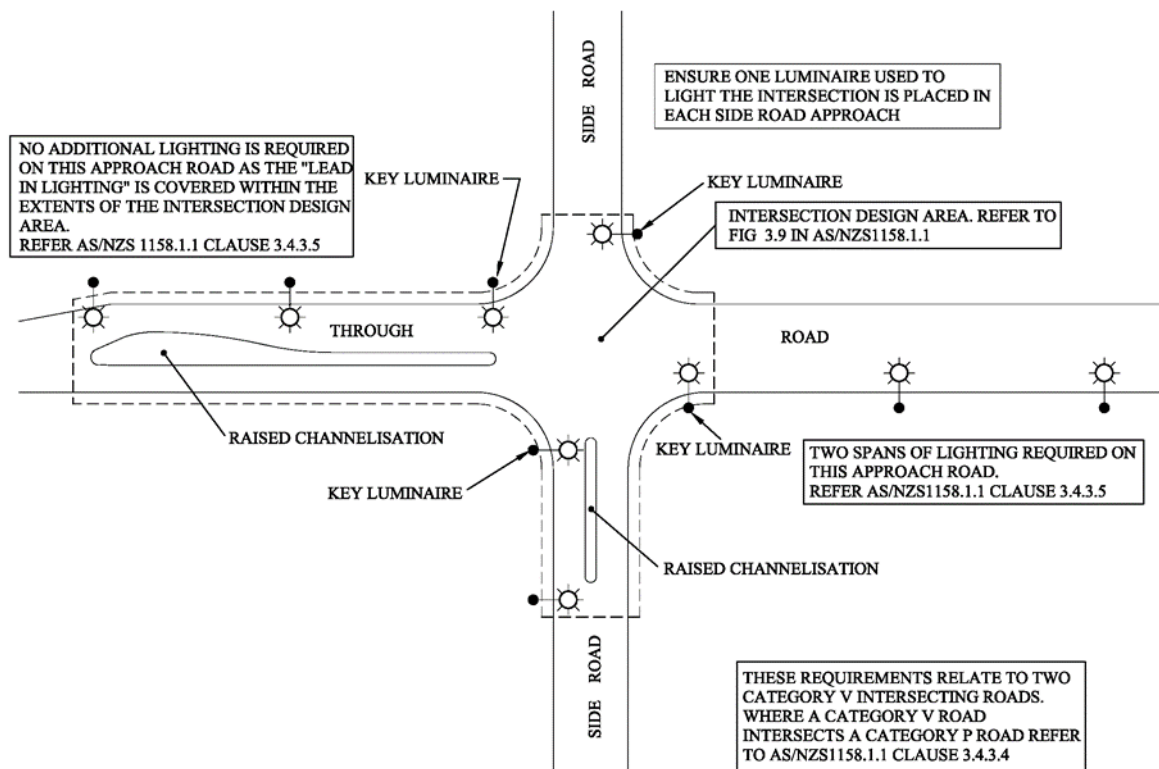 SIDE ROAD
ENSURE ONE LUMINAIRE USED TO
LIGHT THE INTERSECTION IS PLACED IN
EACH SIDE ROAD APPROACH
NO ADDITIONAL LIGHTING IS REQUIRED
ON THIS APPROACH ROAD AS THE "LEAD
IN LIGHTING" IS COVERED WITHIN THE
EXTENTS OF THE INTERSECTION DESIGN
AREA.
REFER AS/NZS 1158.1.1 CLAUSE 3.4.3.5
KEY LUMINAIRE
KEY LUMINAIRE
INTERSECTION DESIGN AREA. REFER TO
FIG 3.9 IN AS/NZS1158.1.1
THROUGH
ROAD
RAISED CHANNELISATION
KEY LUMINAIRE
TWO SPANS OF LIGHTING REQUIRED ON
THIS APPROACH ROAD.
REFER AS/NZS1158.1.1 CLAUSE 3.4.3.5
KEY LUMINAIRE
RAISED CHANNELISATION
SIDE ROAD
THESE REQUIREMENTS RELATE TO TWO
CATEGORY V INTERSECTING ROADS.
WHERE A CATEGORY V ROAD
INTERSECTS A CATEGORY P ROAD REFER
TO AS/NZS1158.1.1 CLAUSE 3.4.3.4